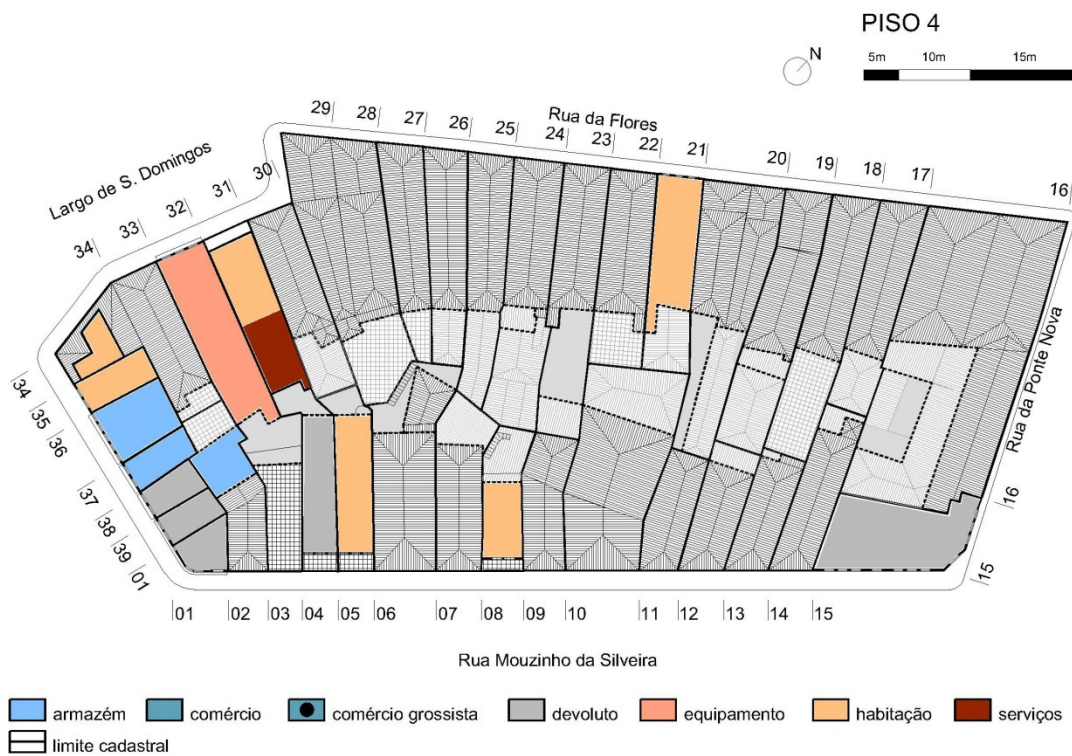 PISO 4
5m 10m 15m
N
Rua da Flores
29 28 27 26 25 24 23 22 21 20 19 18 17 16
Largo de S. Domingos
34 33 32 31 30
Rua da Ponte Nova
16
15
34
35
36
37
38
39
01
01 02 03 04 05 06 07 08 09 10 11 12 13 14 15
Rua Mouzinho da Silveira
armazém comércio comércio grossista devoluto equipamento habitação serviços
limite cadastral